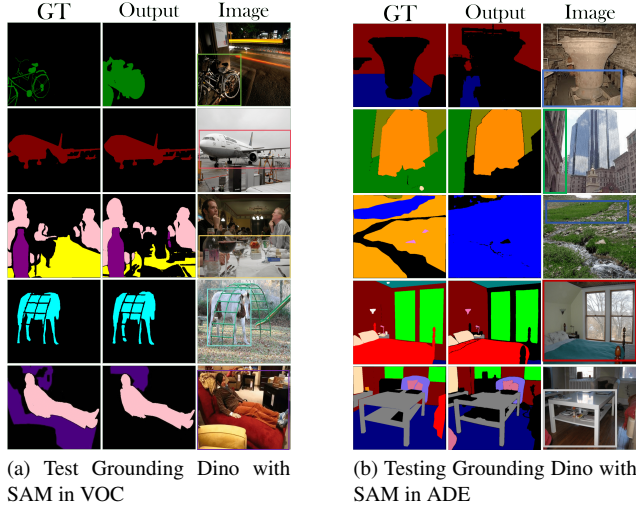 GT Output Image
GT Output Image
(a) Test Grounding Dino with
SAM in VOC
(b) Testing Grounding Dino with
SAM in ADE